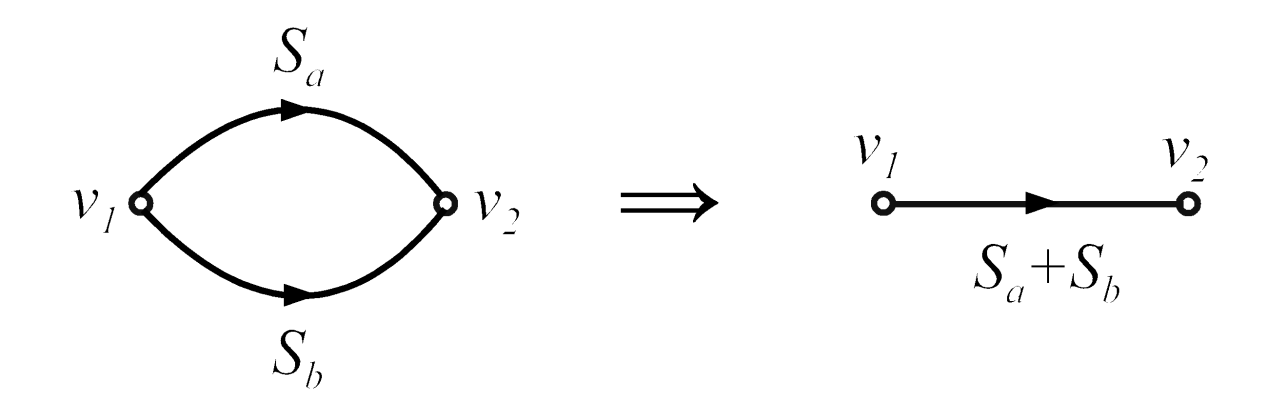 S_a
v_1 v_2 ⟹ v_1 v_2
S_a+S_b
S_b